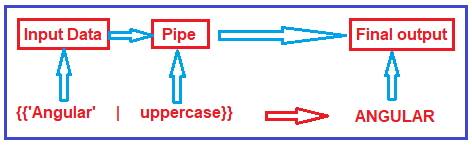 Input Data Pipe Final output
{{'Angular' | uppercase}} ANGULAR